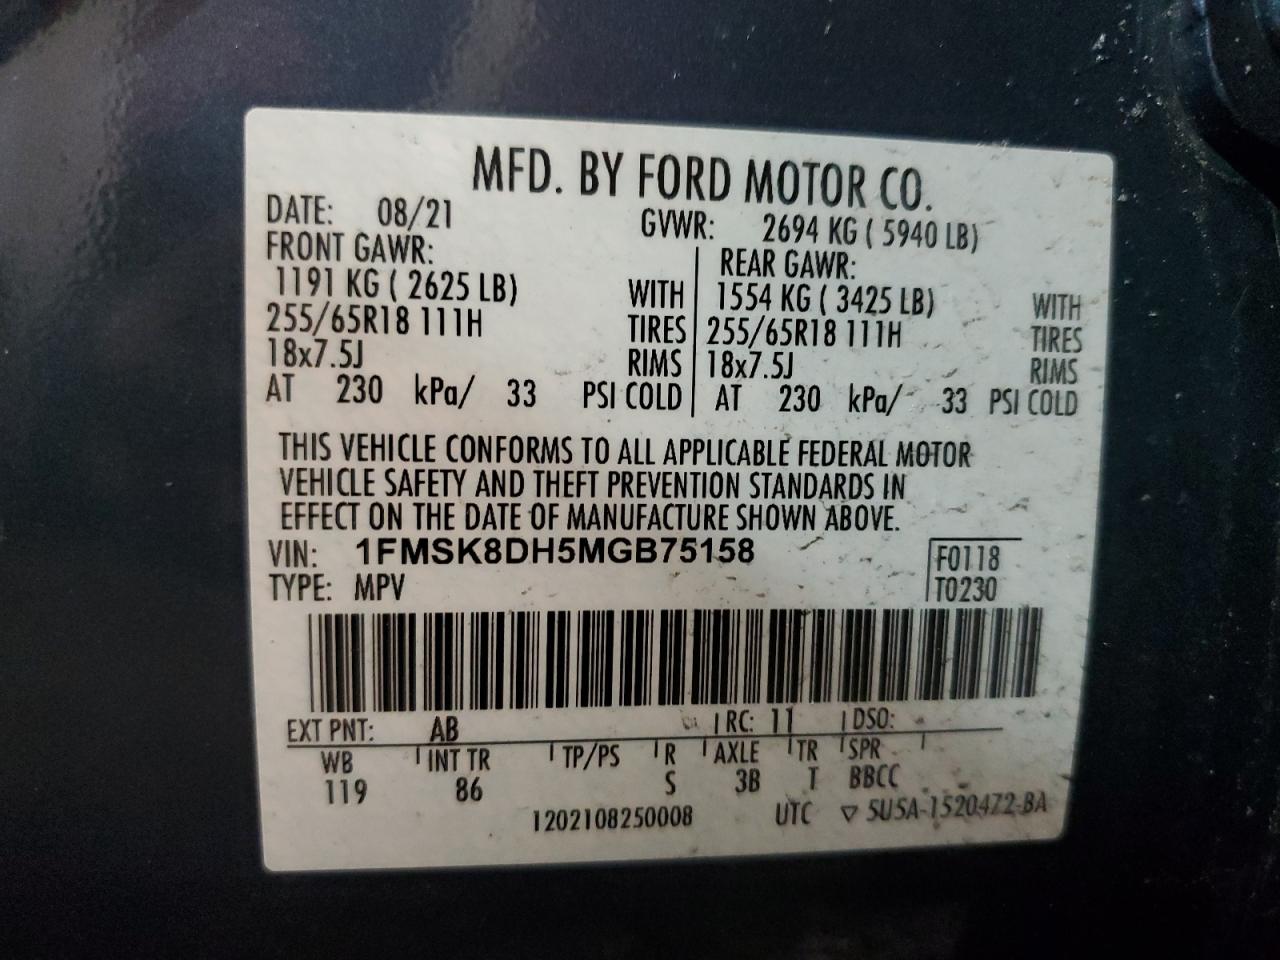 MFD. BY FORD MOTOR CO.
DATE: 08/21 GVWR: 2694 KG ( 5940 LB)
FRONT GAWR: REAR GAWR:
1191 KG ( 2625 LB) WITH 1554 KG ( 3425 LB) WITH
255/65R18 111H TIRES 255/65R18 111H TIRES
18x7.5J RIMS 18x7.5J RIMS
AT 230 kPa/ 33 PSI COLD AT 230 kPa/ 33 PSI COLD
THIS VEHICLE CONFORMS TO ALL APPLICABLE FEDERAL MOTOR
VEHICLE SAFETY AND THEFT PREVENTION STANDARDS IN
EFFECT ON THE DATE OF MANUFACTURE SHOWN ABOVE.
VIN: 1FMSK8DH5MGB75158 F0118
TYPE: MPV T0230
EXT PNT: AB RC: 11 DSO:
WB INT TR TP/PS R AXLE TR SPR
119 86 S 3B T BBCC
1202108250008 UTC ▽ 5U5A-1520472-BA